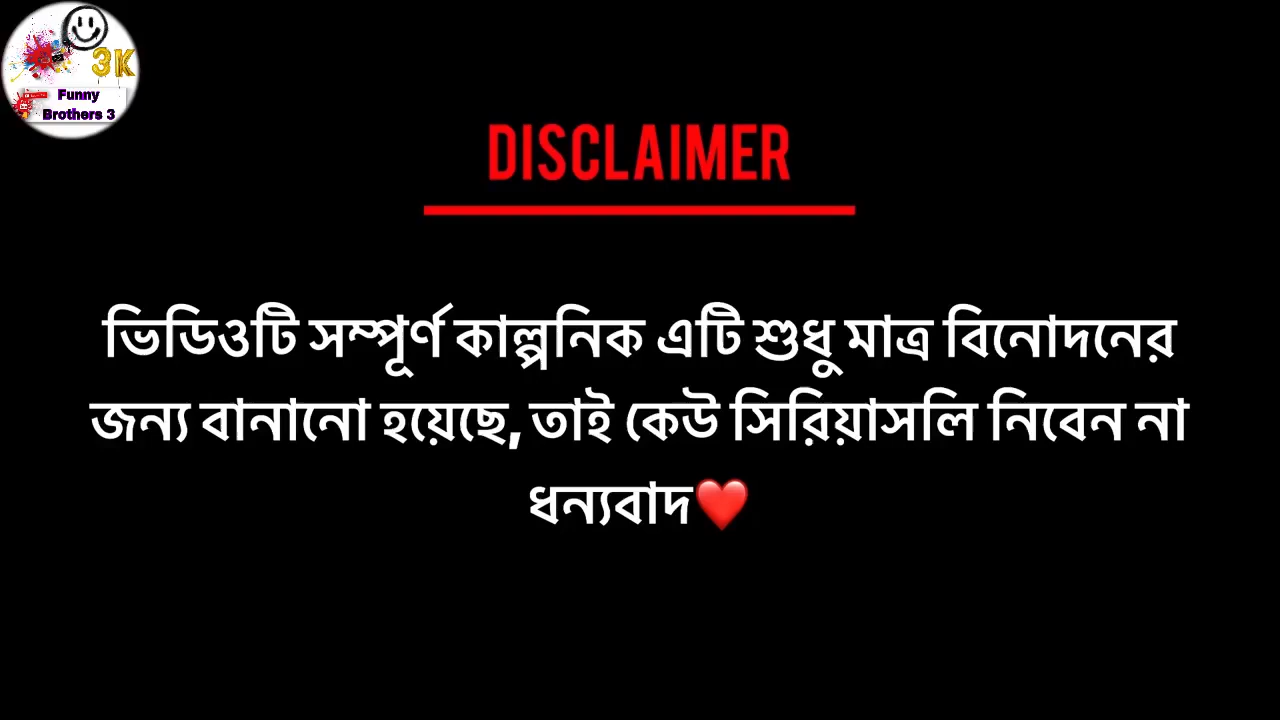 3K
Funny
Brothers 3
DISCLAIMER
ভিডিওটি সম্পূর্ণ কাল্পনিক এটি শুধু মাত্র বিনোদনের
জন্য বানানো হয়েছে, তাই কেউ সিরিয়াসলি নিবেন না
ধন্যবাদ❤️